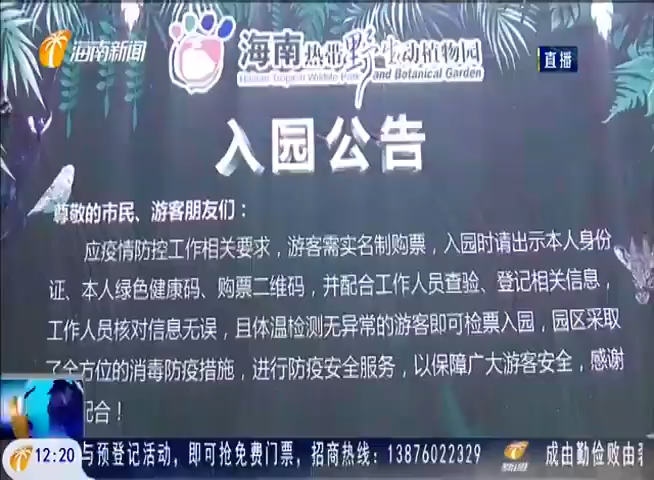 海南新闻
海南热带野生动植物园
Hainan Tropical Wildlife Park and Botanical Garden
直播
入园公告
尊敬的市民、游客朋友们：
应疫情防控工作相关要求，游客需实名制购票，入园时请出示本人身份
证、本人绿色健康码、购票二维码，并配合工作人员查验、登记相关信息，
工作人员核对信息无误，且体温检测无异常的游客即可检票入园，园区采取
了全方位的消毒防疫措施，进行防疫安全服务，以保障广大游客安全，感谢
配合！
12:20
与预登记活动，即可抢免费门票，招商热线：13876022329
成由勤俭败由